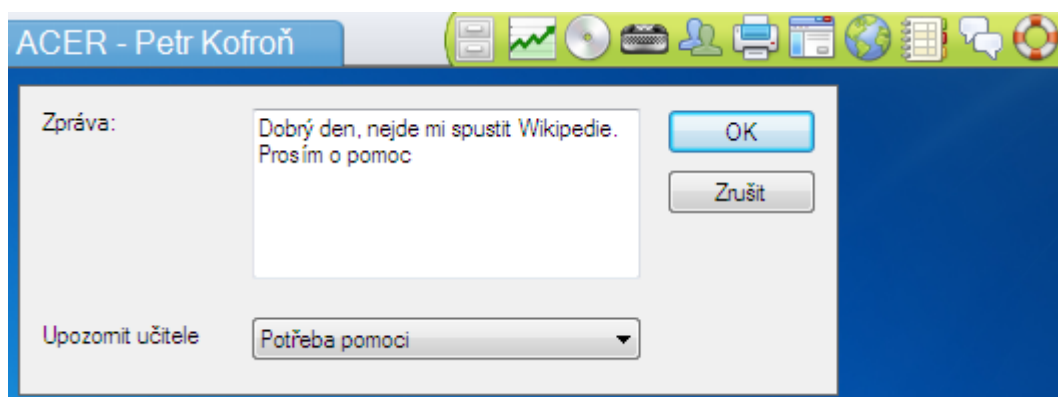 ACER - Petr Kofroň
Zpráva:
Dobrý den, nejde mi spustit Wikipedie.
Prosím o pomoc
OK
Zrušit
Upozornit učitele
Potřeba pomoci